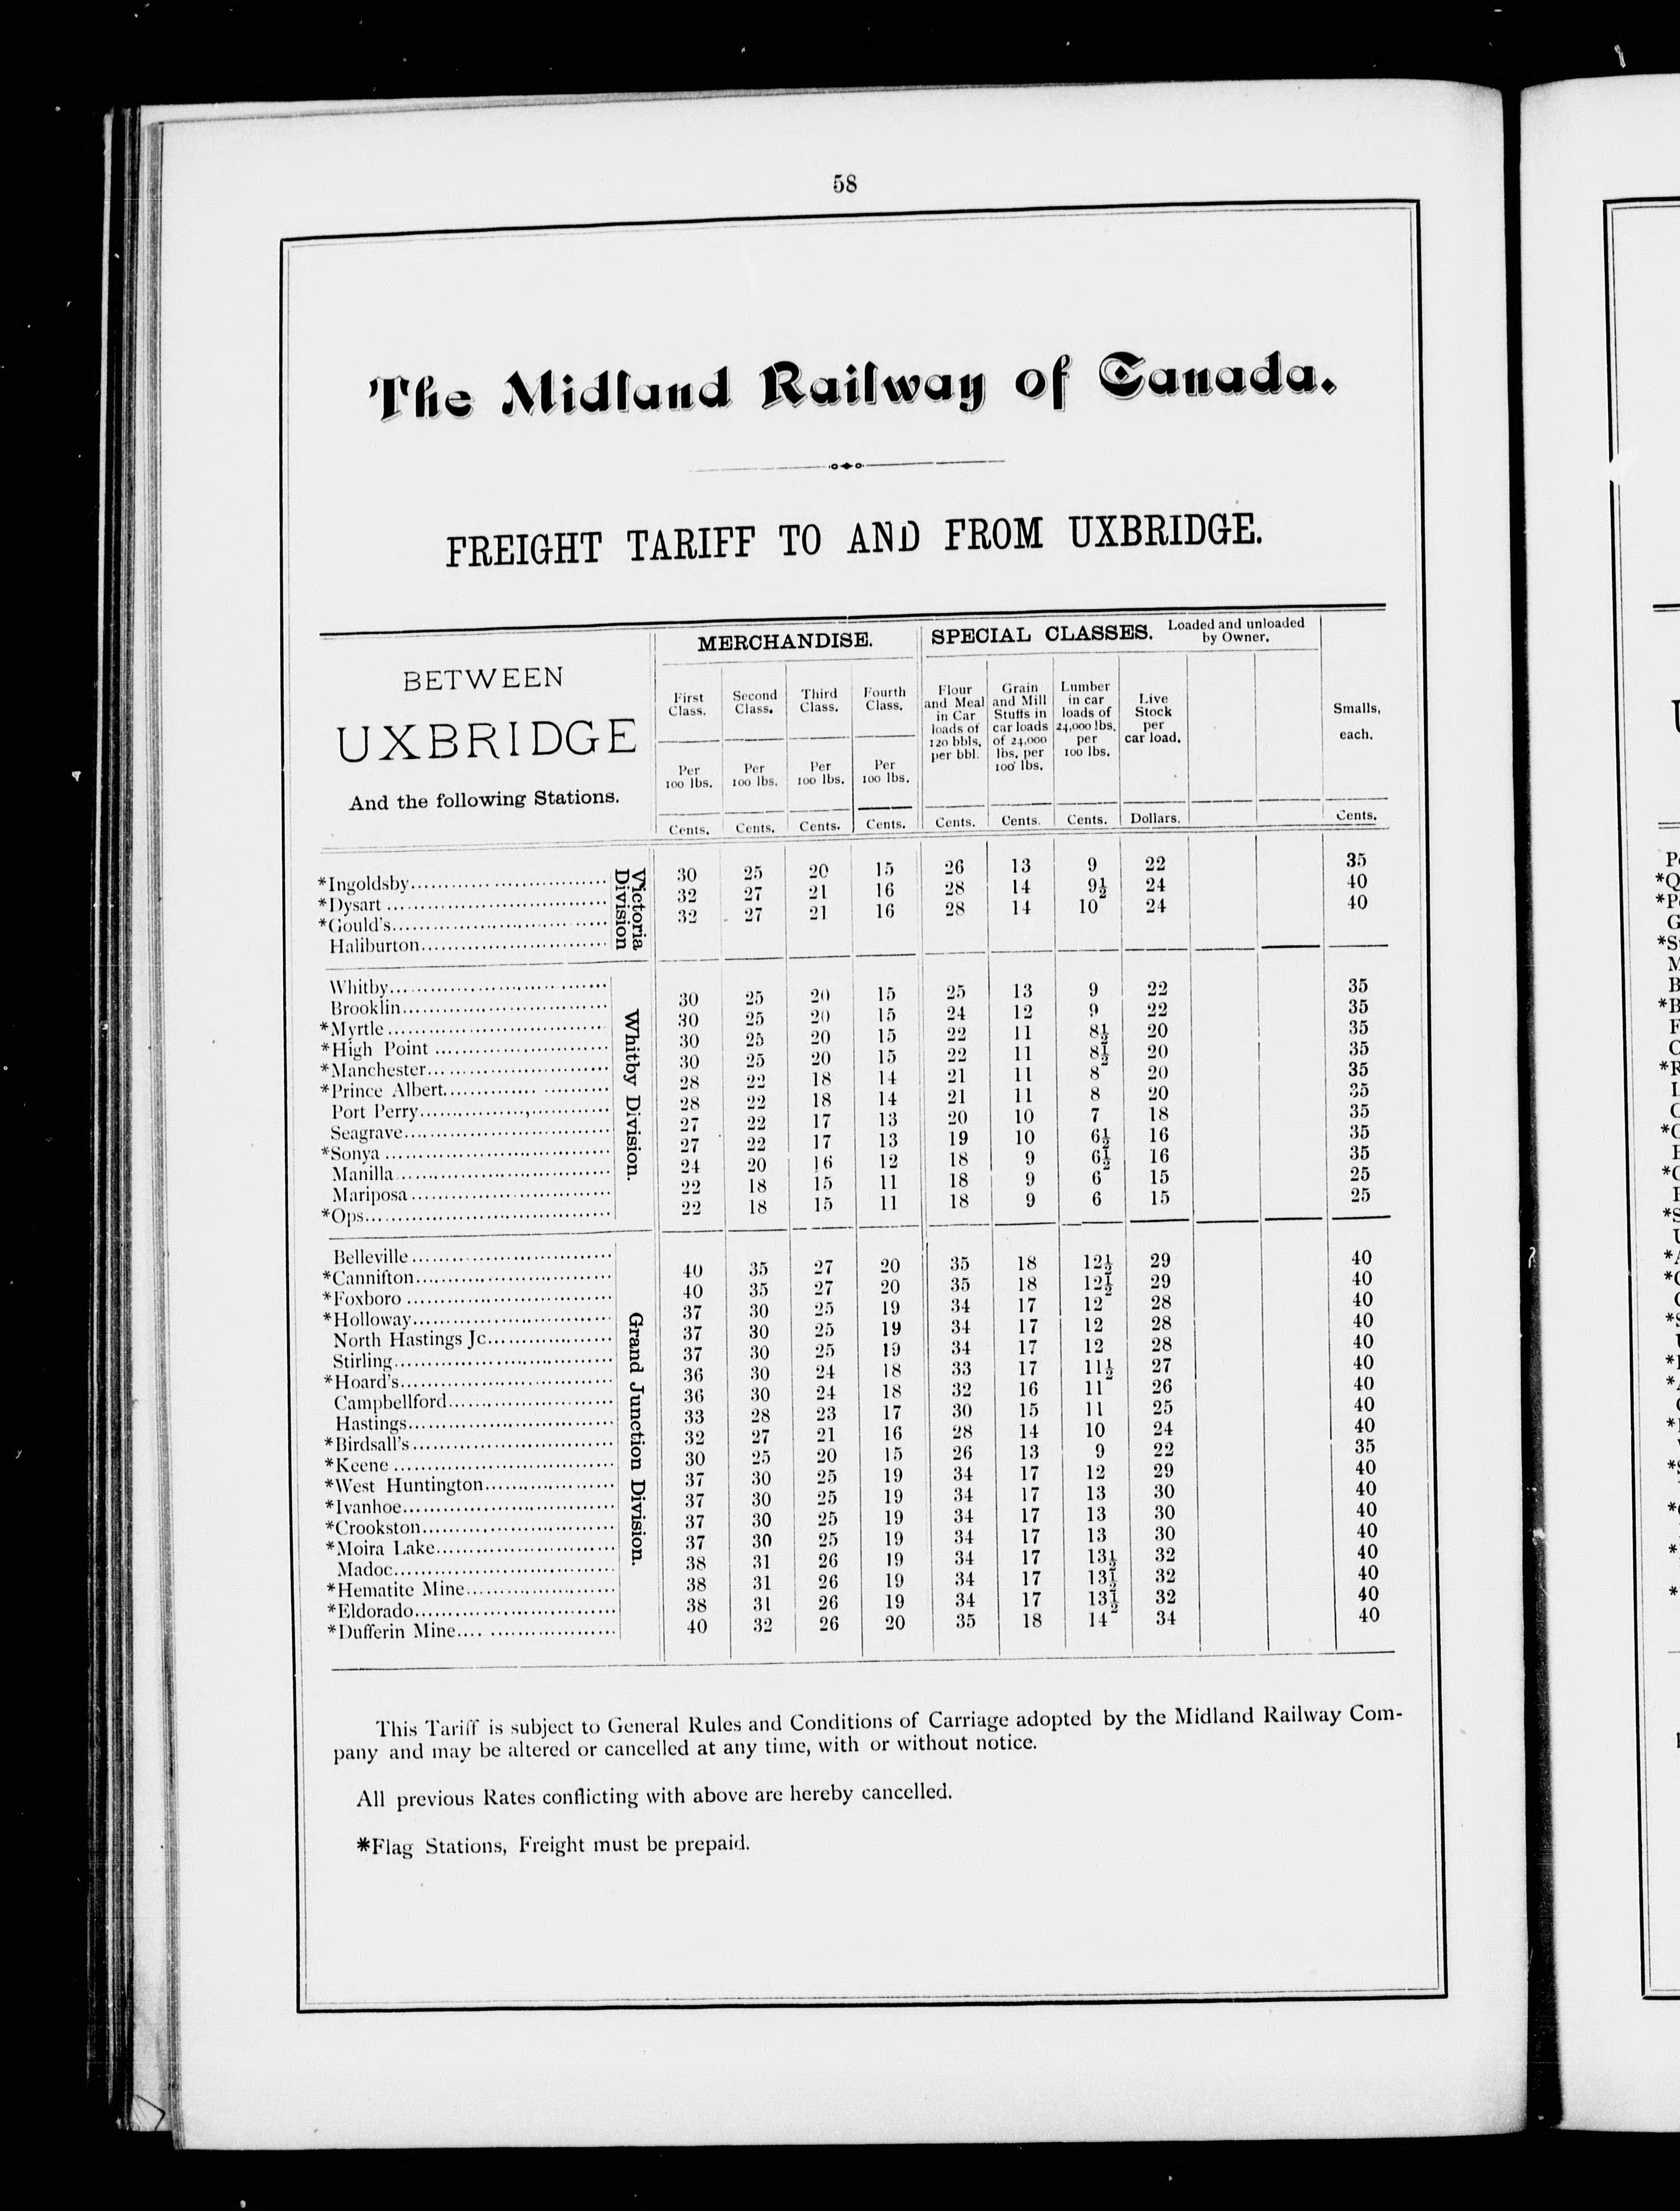 58
The Midland Railway of Canada.
FREIGHT TARIFF TO AND FROM UXBRIDGE.
BETWEEN
UXBRIDGE
And the following Stations.
MERCHANDISE.
SPECIAL CLASSES. Loaded and unloaded by Owner.
First Class.
Per 100 lbs.
Cents.
Second Class.
Per 100 lbs.
Cents.
Third Class.
Per 100 lbs.
Cents.
Fourth Class.
Per 100 lbs.
Cents.
Flour and Meal in Car loads of 120 bbls. per bbl.
Cents.
Grain and Mill Stuffs in car loads of 24,000 lbs. per 100 lbs.
Cents.
Lumber in car loads of 24,000 lbs. per 100 lbs.
Cents.
Live Stock per car load.
Dollars.
Smalls, each.
Cents.
Victoria Division
*Ingoldsby 30 25 20 15 26 13 9 22 35
*Dysart 32 27 21 16 28 14 9½ 24 40
*Gould's 32 27 21 16 28 14 10 24 40
Haliburton
Whitby Division.
Whitby
Brooklin 30 25 20 15 25 13 9 22 35
*Myrtle 30 25 20 15 24 12 9 22 35
*High Point 30 25 20 15 22 11 8½ 20 35
*Manchester 30 25 20 15 22 11 8½ 20 35
*Prince Albert 28 22 18 14 21 11 8 20 35
Port Perry 28 22 18 14 21 11 8 20 35
Seagrave 27 22 17 13 20 10 7 18 35
*Sonya 27 22 17 13 19 10 6½ 16 35
Manilla 24 20 16 12 18 9 6½ 16 35
Mariposa 22 18 15 11 18 9 6 15 25
*Ops 22 18 15 11 18 9 6 15 25
Grand Junction Division.
Belleville
*Cannifton 40 35 27 20 35 18 12½ 29 40
*Foxboro 40 35 27 20 35 18 12½ 29 40
*Holloway 37 30 25 19 34 17 12 28 40
North Hastings Jc 37 30 25 19 34 17 12 28 40
Stirling 37 30 25 19 34 17 12 28 40
*Hoard's 36 30 24 18 33 17 11½ 27 40
Campbellford 36 30 24 18 32 16 11 26 40
Hastings 33 28 23 17 30 15 11 25 40
*Birdsall's 32 27 21 16 28 14 10 24 40
*Keene 30 25 20 15 26 13 9 22 35
*West Huntington 37 30 25 19 34 17 12 29 40
*Ivanhoe 37 30 25 19 34 17 13 30 40
*Crookston 37 30 25 19 34 17 13 30 40
*Moira Lake 37 30 25 19 34 17 13 30 40
Madoc 38 31 26 19 34 17 13½ 32 40
*Hematite Mine 38 31 26 19 34 17 13½ 32 40
*Eldorado 38 31 26 19 34 17 13½ 32 40
*Dufferin Mine 40 32 26 20 35 18 14 34 40
This Tariff is subject to General Rules and Conditions of Carriage adopted by the Midland Railway Com-
pany and may be altered or cancelled at any time, with or without notice.
All previous Rates conflicting with above are hereby cancelled.
*Flag Stations, Freight must be prepaid.